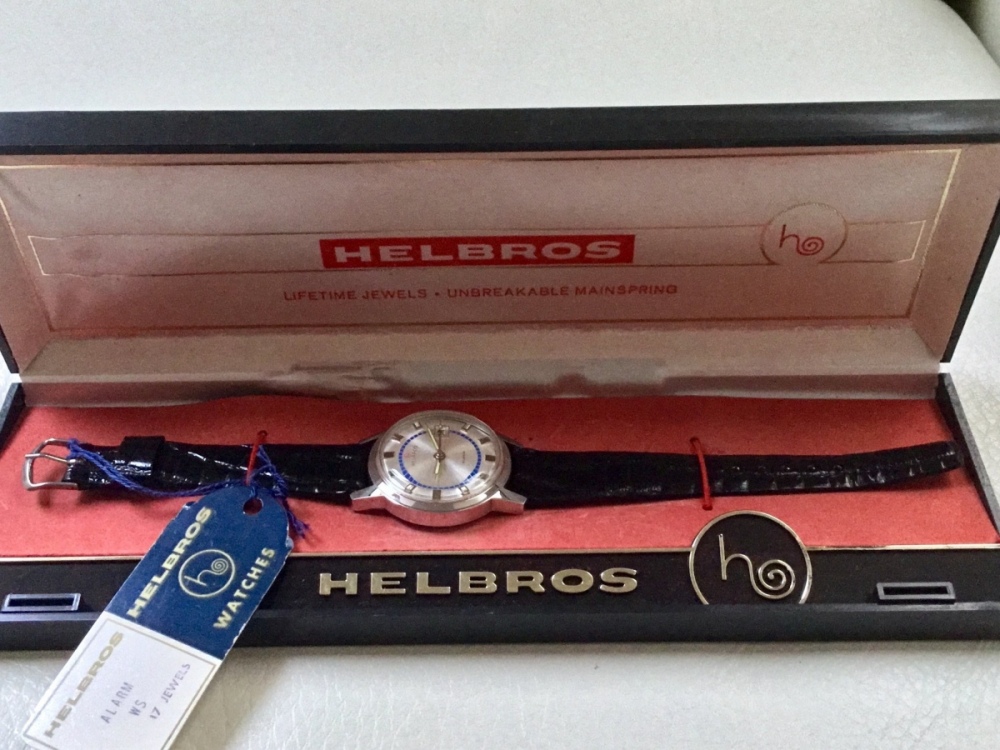 HELBROS
h
LIFETIME JEWELS • UNBREAKABLE MAINSPRING
HELBROS
h
HELBROS
h
WATCHES
HELBROS
ALARM
WS
17 JEWELS